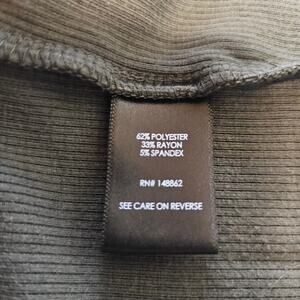 62% POLYESTER
33% RAYON
5% SPANDEX
RN# 148862
SEE CARE ON REVERSE